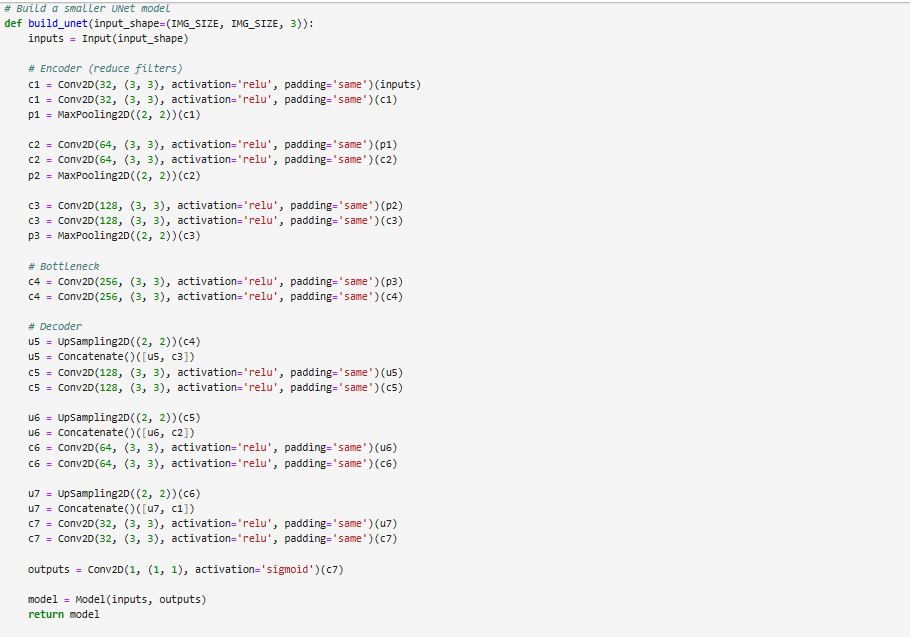 # Build a smaller UNet model
def build_unet(input_shape=(IMG_SIZE, IMG_SIZE, 3)):
    inputs = Input(input_shape)

    # Encoder (reduce filters)
    c1 = Conv2D(32, (3, 3), activation='relu', padding='same')(inputs)
    c1 = Conv2D(32, (3, 3), activation='relu', padding='same')(c1)
    p1 = MaxPooling2D((2, 2))(c1)

    c2 = Conv2D(64, (3, 3), activation='relu', padding='same')(p1)
    c2 = Conv2D(64, (3, 3), activation='relu', padding='same')(c2)
    p2 = MaxPooling2D((2, 2))(c2)

    c3 = Conv2D(128, (3, 3), activation='relu', padding='same')(p2)
    c3 = Conv2D(128, (3, 3), activation='relu', padding='same')(c3)
    p3 = MaxPooling2D((2, 2))(c3)

    # Bottleneck
    c4 = Conv2D(256, (3, 3), activation='relu', padding='same')(p3)
    c4 = Conv2D(256, (3, 3), activation='relu', padding='same')(c4)

    # Decoder
    u5 = UpSampling2D((2, 2))(c4)
    u5 = Concatenate()([u5, c3])
    c5 = Conv2D(128, (3, 3), activation='relu', padding='same')(u5)
    c5 = Conv2D(128, (3, 3), activation='relu', padding='same')(c5)

    u6 = UpSampling2D((2, 2))(c5)
    u6 = Concatenate()([u6, c2])
    c6 = Conv2D(64, (3, 3), activation='relu', padding='same')(u6)
    c6 = Conv2D(64, (3, 3), activation='relu', padding='same')(c6)

    u7 = UpSampling2D((2, 2))(c6)
    u7 = Concatenate()([u7, c1])
    c7 = Conv2D(32, (3, 3), activation='relu', padding='same')(u7)
    c7 = Conv2D(32, (3, 3), activation='relu', padding='same')(c7)

    outputs = Conv2D(1, (1, 1), activation='sigmoid')(c7)

    model = Model(inputs, outputs)
    return model